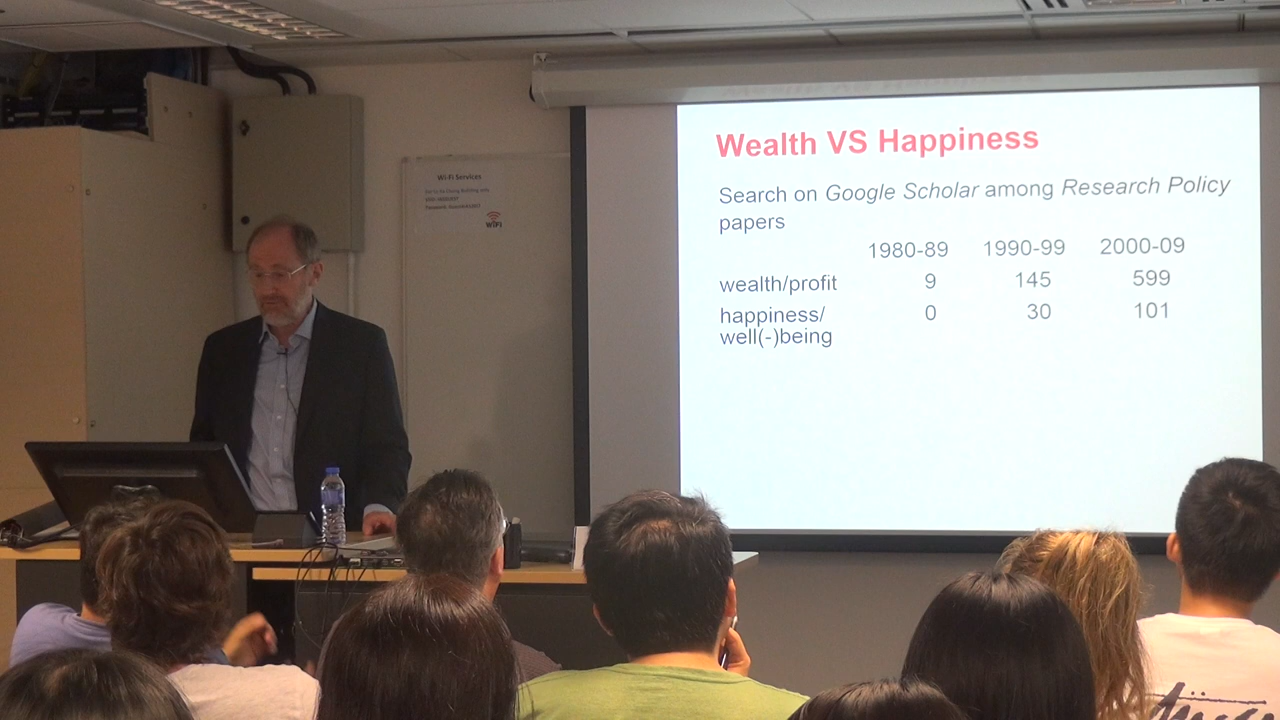 Wealth VS Happiness
Search on Google Scholar among Research Policy
papers
1980-89 1990-99 2000-09
wealth/profit 9 145 599
happiness/ 0 30 101
well(-)being
Wi-Fi Services
WiFi